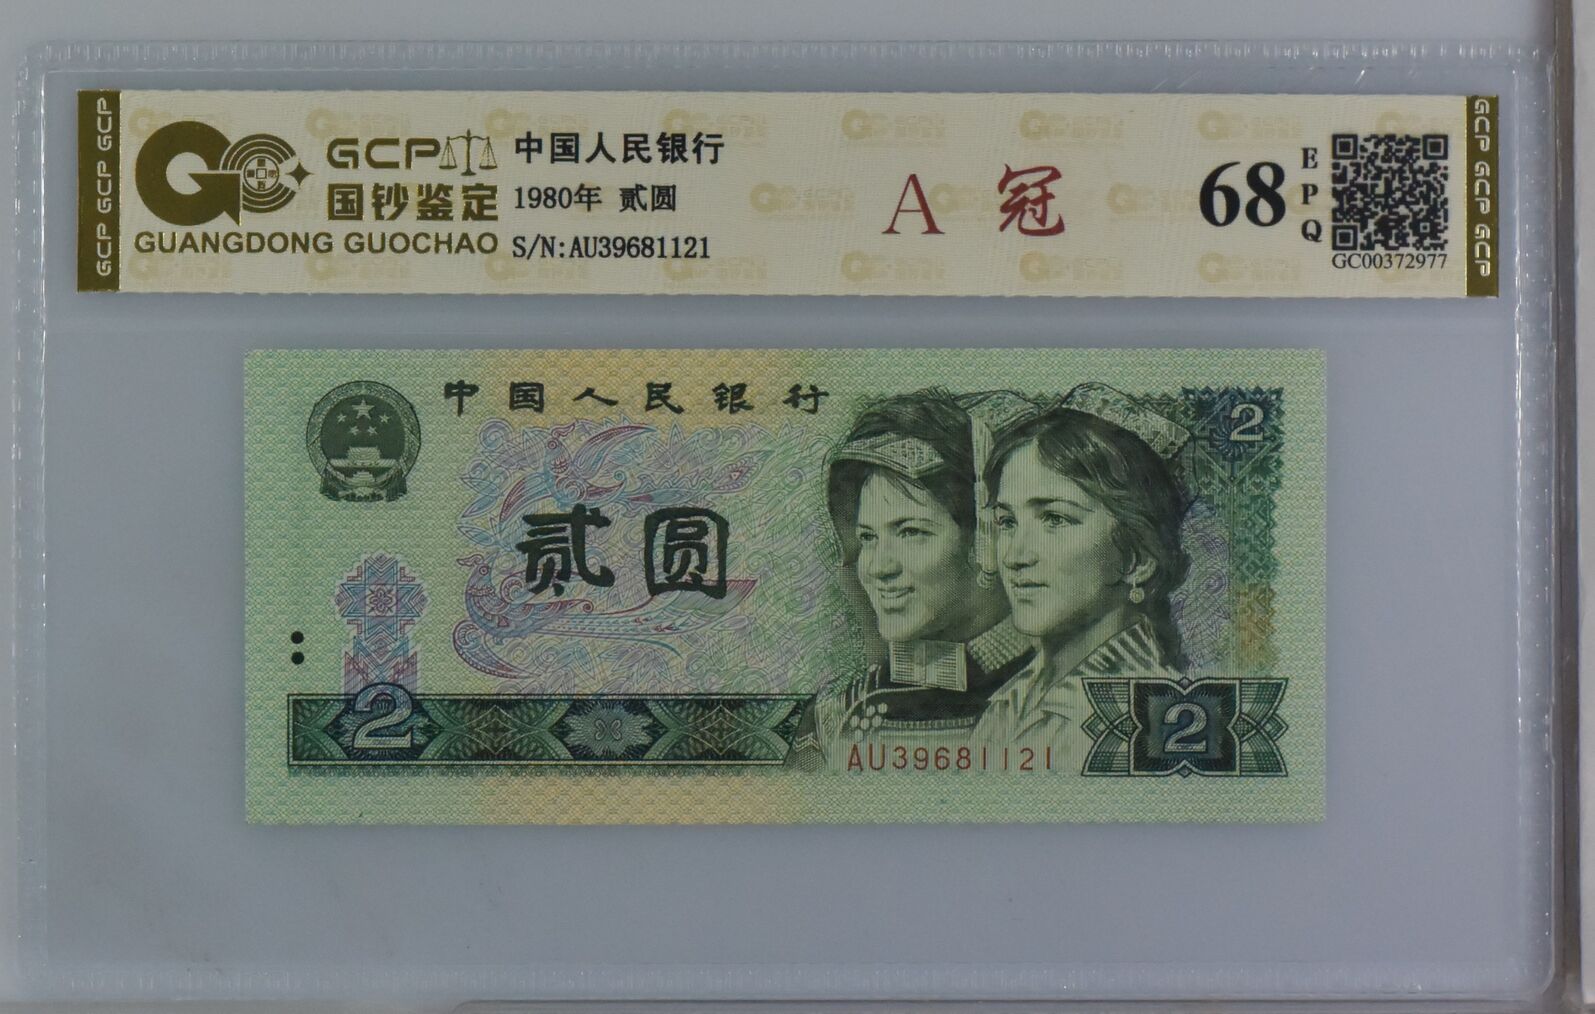 GCP GCP GCP
GCP
国钞鉴定
GUANGDONG GUOCHAO
中国人民银行
1980年 贰圆
S/N:AU39681121
A 冠
68
E
P
Q
GC00372977
GCP GCP GCP
中国人民银行
2
贰圆
2
2
AU39681121